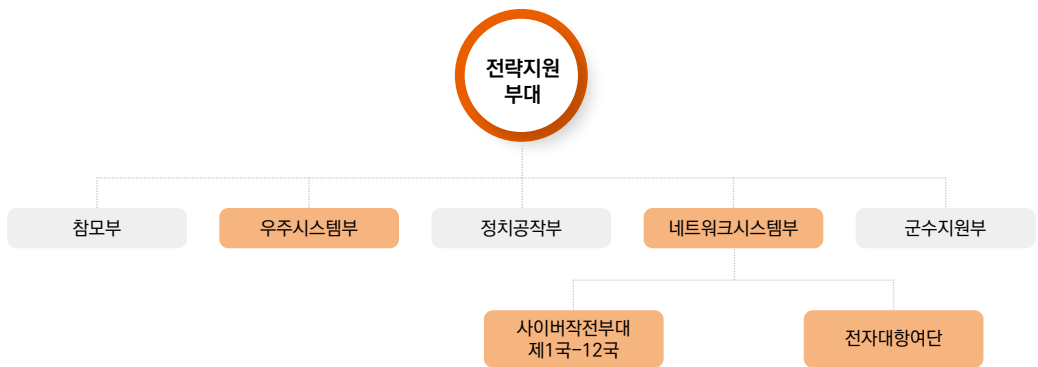 전략지원
부대
참모부
우주시스템부
정치공작부
네트워크시스템부
군수지원부
사이버작전부대
제1국-12국
전자대항여단